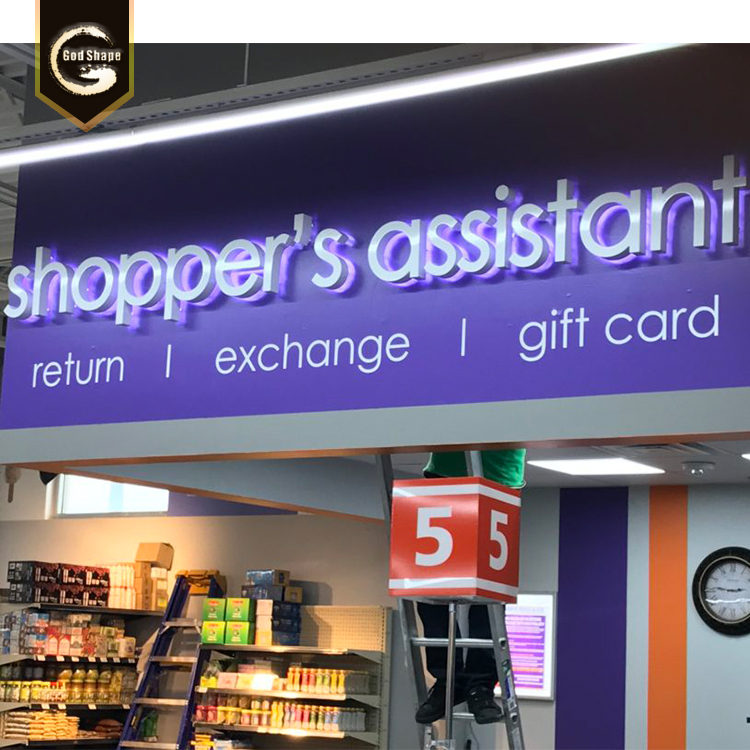 God Shape
shopper's assistant
return | exchange | gift card
5 5